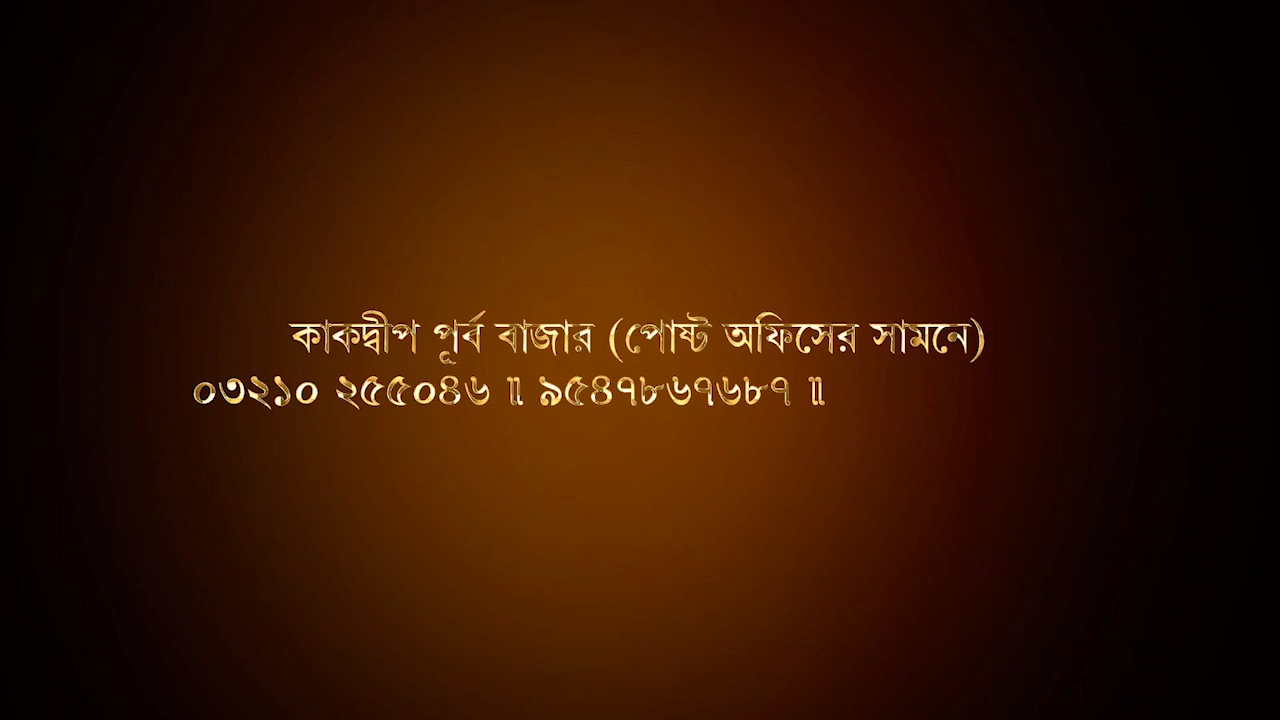 কাকদ্বীপ পূর্ব বাজার (পোষ্ট অফিসের সামনে)
০৩২১০ ২৫৫০৪৬ ॥ ৯৫৪৭৮৬৭৬৮৭ ॥